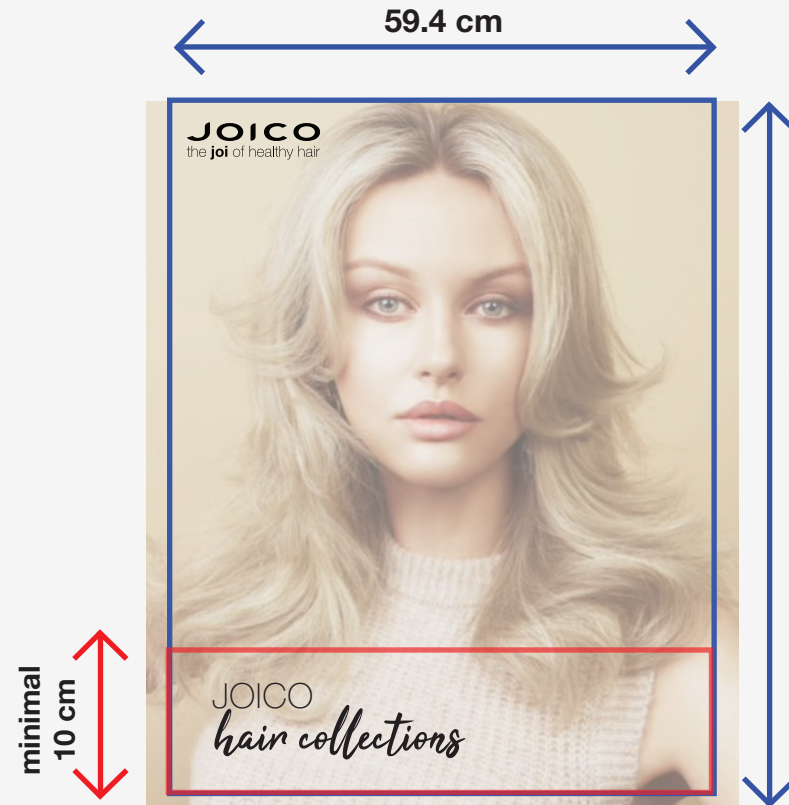 59.4 cm
JOICO
the joi of healthy hair
minimal
10 cm
JOICO
hair collections